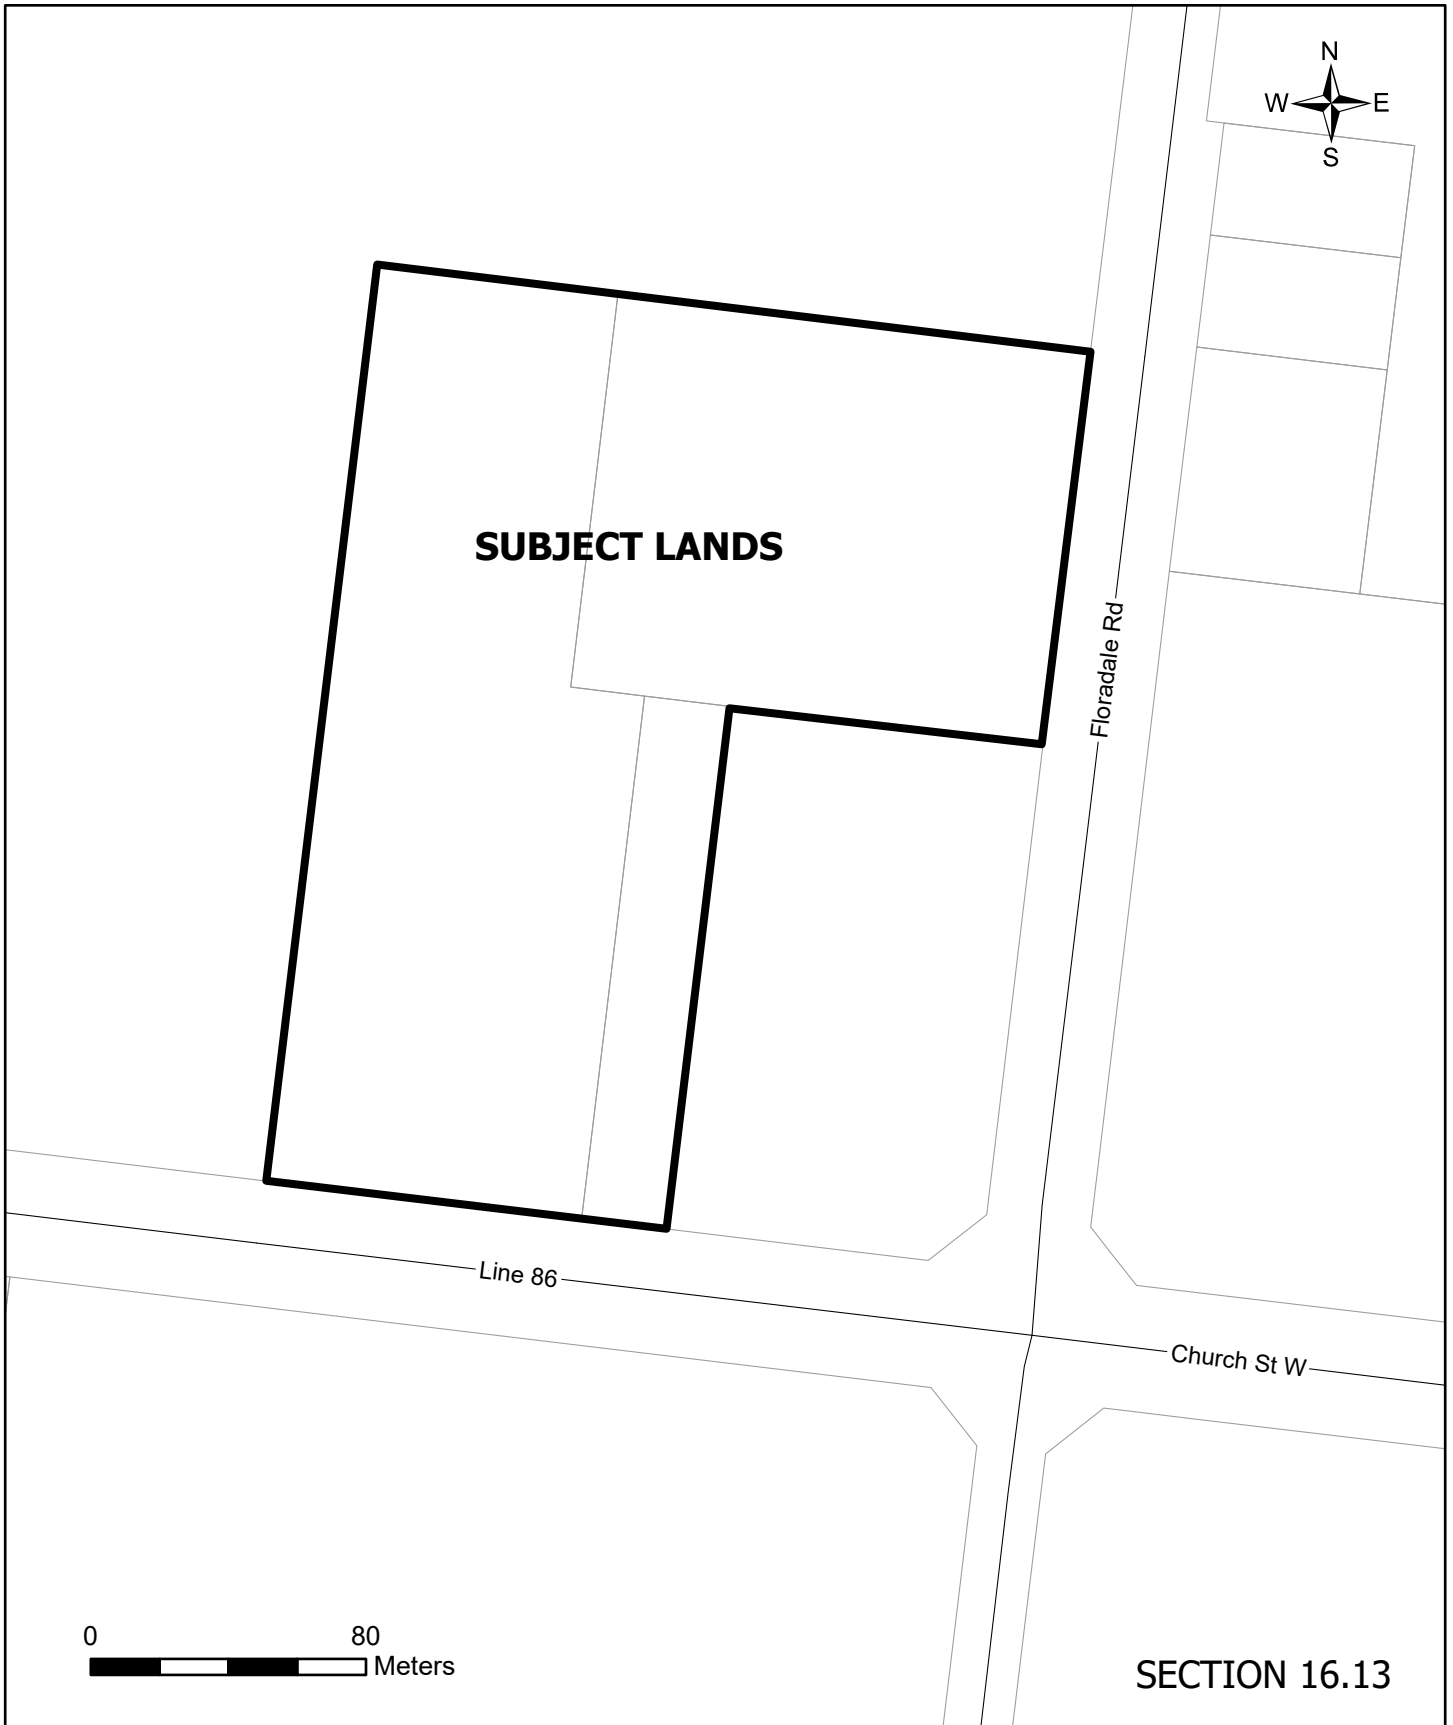 N
W E
S
SUBJECT LANDS
Floradale Rd
Line 86
Church St W
0 80
Meters
SECTION 16.13